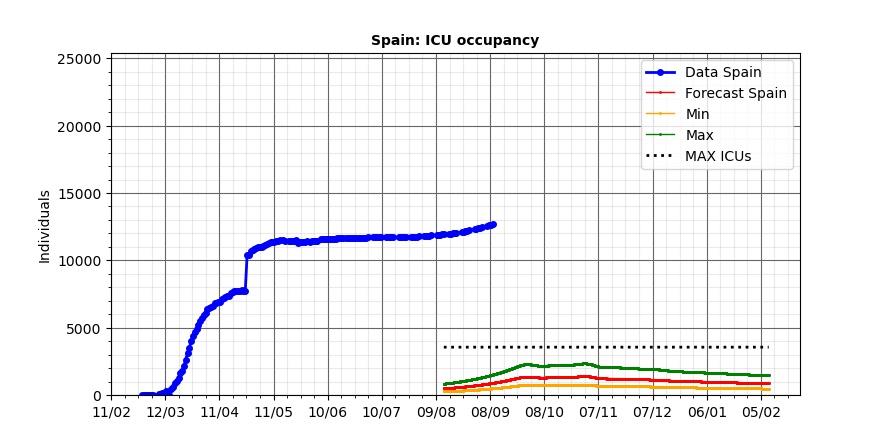 Spain: ICU occupancy
25000
20000
15000
10000
5000
0
Individuals
Data Spain
Forecast Spain
Min
Max
MAX ICUs
11/02 12/03 11/04 11/05 10/06 10/07 09/08 08/09 08/10 07/11 07/12 06/01 05/02